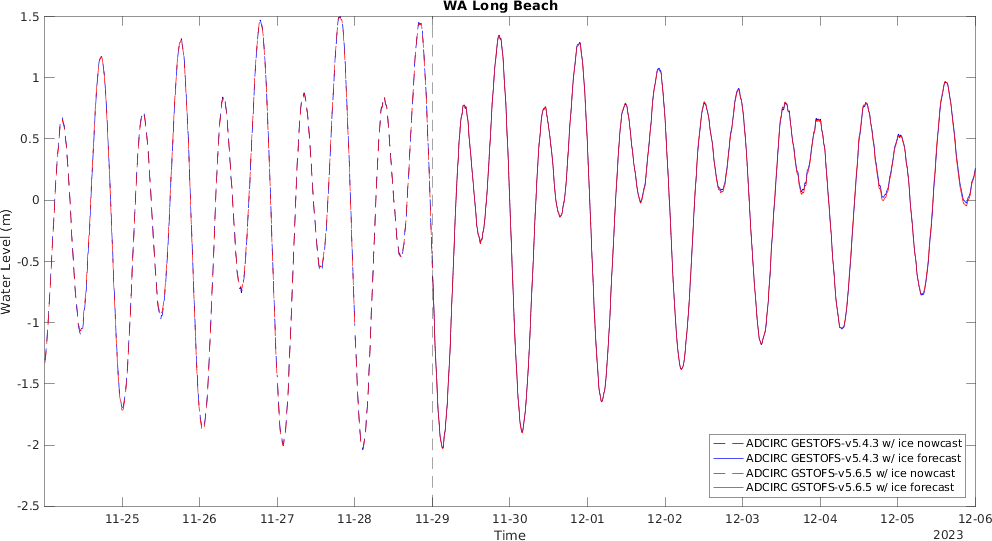 WA Long Beach
1.5
1
0.5
0
-0.5
-1
-1.5
-2
-2.5
Water Level (m)
ADCIRC GESTOFS-v5.4.3 w/ ice nowcast
ADCIRC GESTOFS-v5.4.3 w/ ice forecast
ADCIRC GSTOFS-v5.6.5 w/ ice nowcast
ADCIRC GSTOFS-v5.6.5 w/ ice forecast
11-25 11-26 11-27 11-28 11-29 11-30 12-01 12-02 12-03 12-04 12-05 12-06
Time
2023